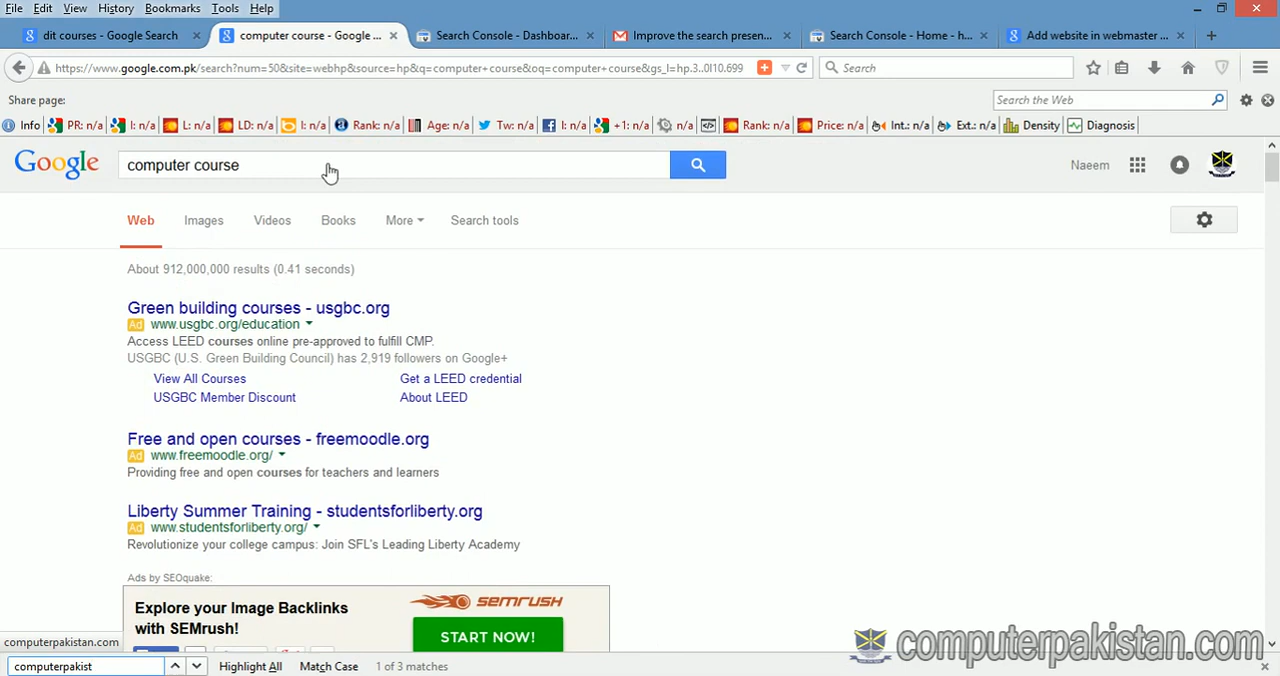 File Edit View History Bookmarks Tools Help
dit courses - Google Search
computer course - Google ...
Search Console - Dashboar...
Improve the search presen...
Search Console - Home - h...
Add website in webmaster ...
https://www.google.com.pk/search?num=50&site=webhp&source=hp&q=computer+course&oq=computer+course&gs_l=hp.3..0l10.699
Search
Share page:
Search the Web
Info PR: n/a I: n/a L: n/a LD: n/a I: n/a Rank: n/a Age: n/a Tw: n/a I: n/a +1: n/a n/a Rank: n/a Price: n/a Int.: n/a Ext.: n/a Density Diagnosis
Google
computer course
Naeem
Web Images Videos Books More Search tools
About 912,000,000 results (0.41 seconds)
Green building courses - usgbc.org
Ad www.usgbc.org/education
Access LEED courses online pre-approved to fulfill CMP.
USGBC (U.S. Green Building Council) has 2,919 followers on Google+
View All Courses Get a LEED credential
USGBC Member Discount About LEED
Free and open courses - freemoodle.org
Ad www.freemoodle.org/
Providing free and open courses for teachers and learners
Liberty Summer Training - studentsforliberty.org
Ad www.studentsforliberty.org/
Revolutionize your college campus: Join SFL's Leading Liberty Academy
Ads by SEOquake:
Explore your Image Backlinks
with SEMrush!
SEMRUSH
START NOW!
computerpakistan.com
computerpakistan.com
computerpakist
Highlight All Match Case 1 of 3 matches